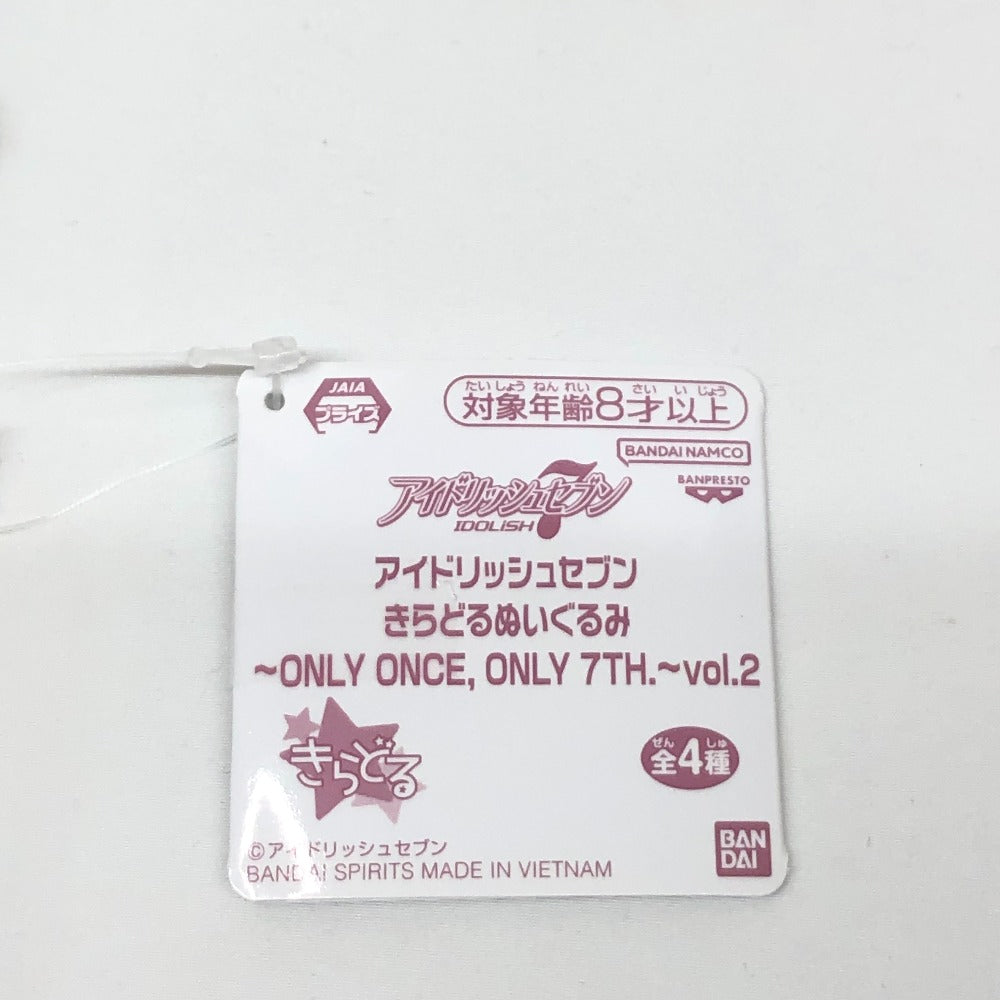 JAIA
プライズ
たいしょうねんれい さいいじょう
対象年齢8才以上
BANDAI NAMCO
BANPRESTO
アイドリッシュセブン
IDOLiSH7
アイドリッシュセブン
きらどるぬいぐるみ
～ONLY ONCE, ONLY 7TH.～vol.2
きらどる
ぜん しゅ
全4種
©アイドリッシュセブン
BANDAI SPIRITS MADE IN VIETNAM
BAN
DAI